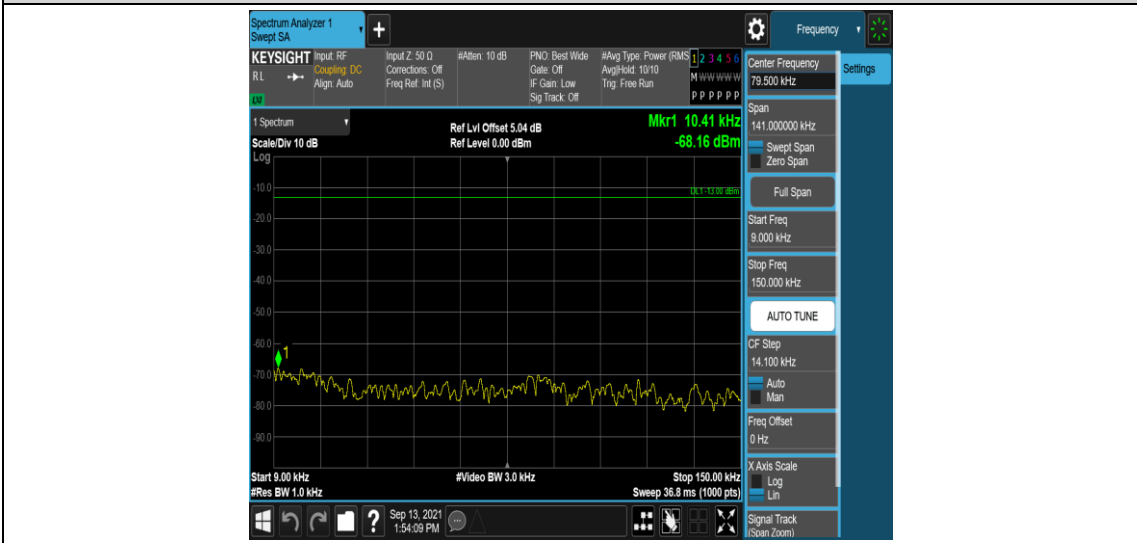 Spectrum Analyzer 1
Swept SA
+
Frequency
KEYSIGHT
RL
LXI
Input: RF
Coupling: DC
Align: Auto
Input Z: 50 Ω
Corrections: Off
Freq Ref: Int (S)
#Atten: 10 dB
PNO: Best Wide
Gate: Off
IF Gain: Low
Sig Track: Off
#Avg Type: Power (RMS
Avg|Hold: 10/10
Trig: Free Run
1 2 3 4 5 6
M W W W W W
P P P P P P
1 Spectrum
Scale/Div 10 dB
Log
Ref Lvl Offset 5.04 dB
Ref Level 0.00 dBm
Mkr1 10.41 kHz
-68.16 dBm
DL1 -13.00 dBm
-10.0
-20.0
-30.0
-40.0
-50.0
-60.0
1
-70.0
-80.0
-90.0
Start 9.00 kHz
#Res BW 1.0 kHz
#Video BW 3.0 kHz
Stop 150.00 kHz
Sweep 36.8 ms (1000 pts)
Center Frequency
79.500 kHz
Settings
Span
141.000000 kHz
Swept Span
Zero Span
Full Span
Start Freq
9.000 kHz
Stop Freq
150.000 kHz
AUTO TUNE
CF Step
14.100 kHz
Auto
Man
Freq Offset
0 Hz
X Axis Scale
Log
Lin
Signal Track
(Span Zoom)
?
Sep 13, 2021
1:54:09 PM